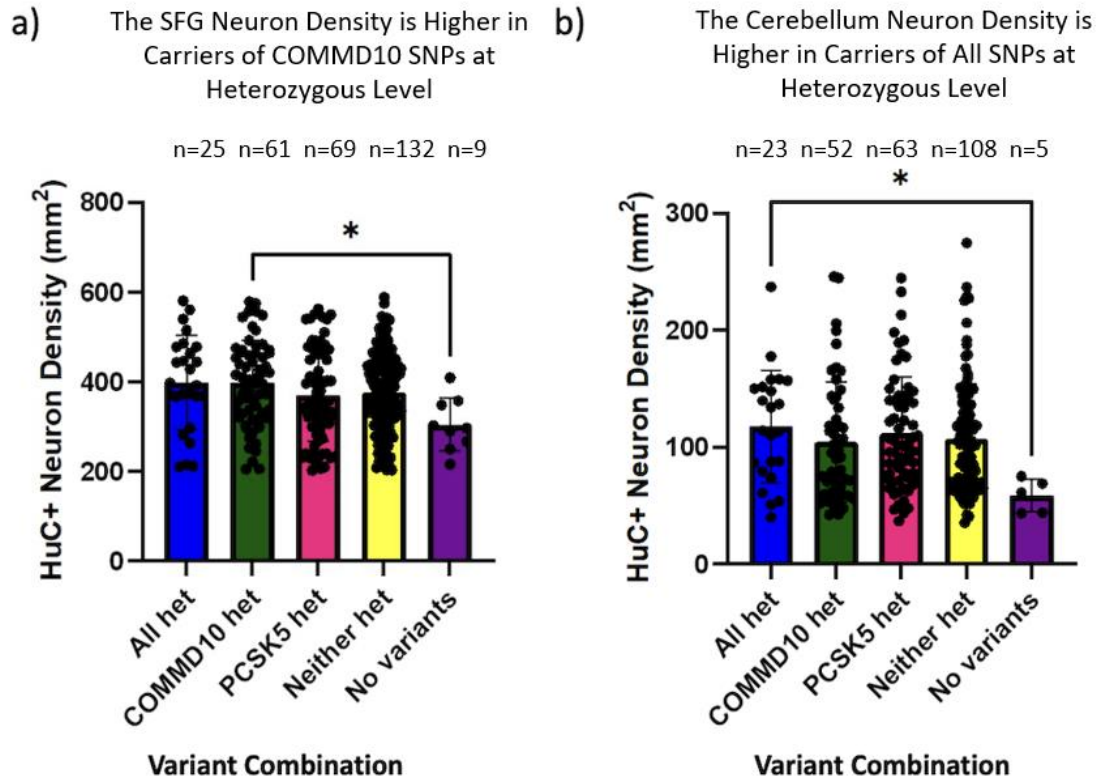 a)
The SFG Neuron Density is Higher in
Carriers of COMMD10 SNPs at
Heterozygous Level
n=25 n=61 n=69 n=132 n=9
HuC+ Neuron Density (mm²)
800
600
400
200
0
*
All het
COMMD10 het
PCSK5 het
Neither het
No variants
Variant Combination
b)
The Cerebellum Neuron Density is
Higher in Carriers of All SNPs at
Heterozygous Level
n=23 n=52 n=63 n=108 n=5
HuC+ Neuron Density (mm²)
300
200
100
0
*
All het
COMMD10 het
PCSK5 het
Neither het
No variants
Variant Combination